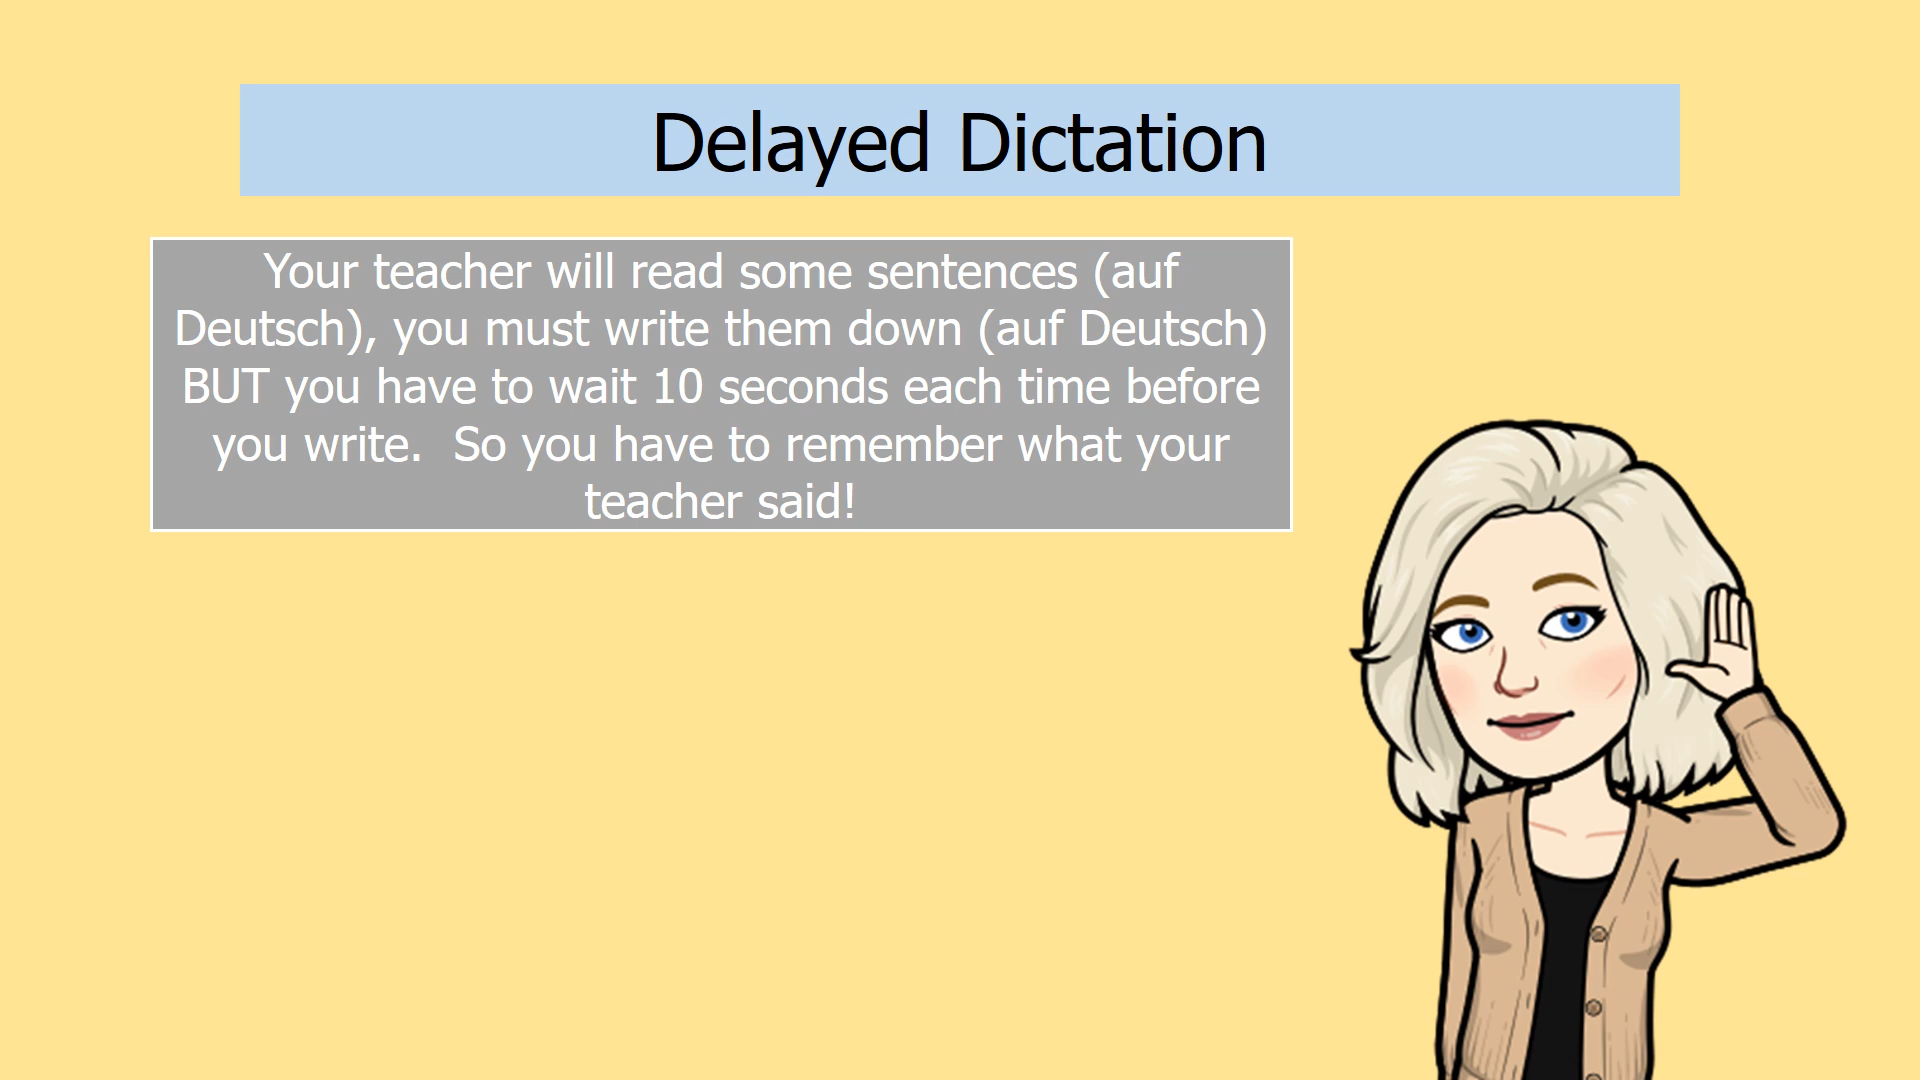 Delayed Dictation
Your teacher will read some sentences (auf
Deutsch), you must write them down (auf Deutsch)
BUT you have to wait 10 seconds each time before
you write.  So you have to remember what your
teacher said!